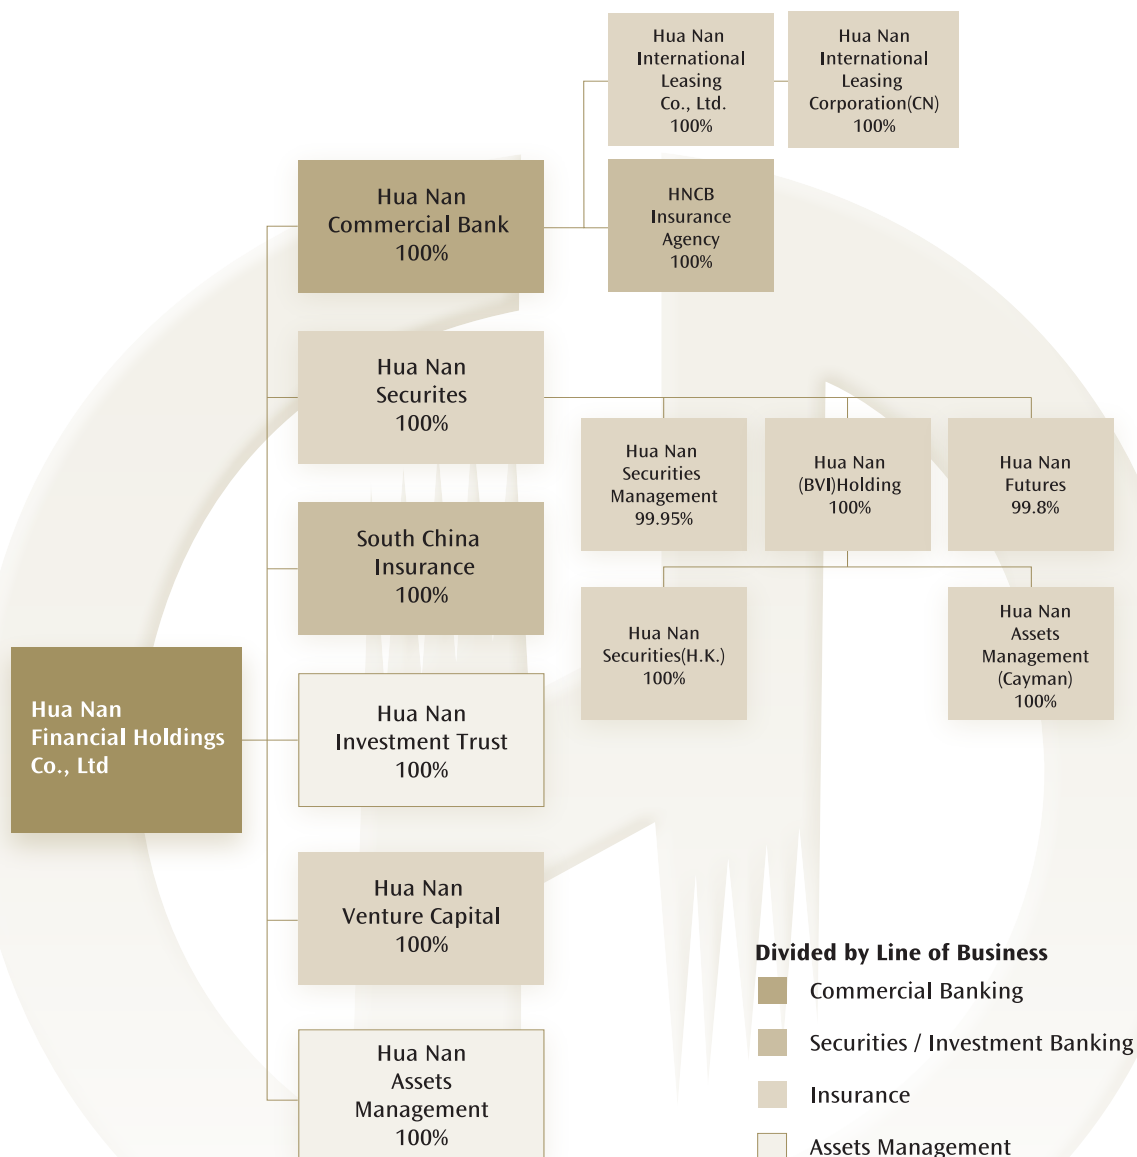 Hua Nan
International
Leasing
Co., Ltd.
100%
Hua Nan
International
Leasing
Corporation(CN)
100%
Hua Nan
Commercial Bank
100%
HNCB
Insurance
Agency
100%
Hua Nan
Securites
100%
Hua Nan
Securities
Management
99.95%
Hua Nan
(BVI)Holding
100%
Hua Nan
Futures
99.8%
South China
Insurance
100%
Hua Nan
Securities(H.K.)
100%
Hua Nan
Assets
Management
(Cayman)
100%
Hua Nan
Financial Holdings
Co., Ltd
Hua Nan
Investment Trust
100%
Hua Nan
Venture Capital
100%
Hua Nan
Assets
Management
100%
Divided by Line of Business
Commercial Banking
Securities / Investment Banking
Insurance
Assets Management